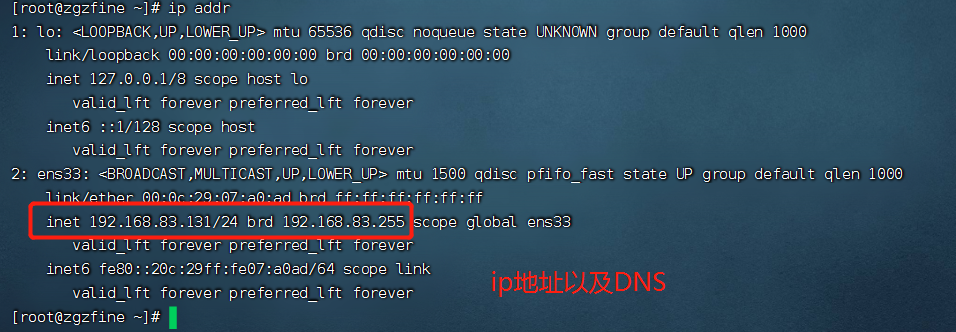 [root@zgzfine ~]# ip addr
1: lo: <LOOPBACK,UP,LOWER_UP> mtu 65536 qdisc noqueue state UNKNOWN group default qlen 1000
link/loopback 00:00:00:00:00:00 brd 00:00:00:00:00:00
inet 127.0.0.1/8 scope host lo
valid_lft forever preferred_lft forever
inet6 ::1/128 scope host
valid_lft forever preferred_lft forever
2: ens33: <BROADCAST,MULTICAST,UP,LOWER_UP> mtu 1500 qdisc pfifo_fast state UP group default qlen 1000
link/ether 00:0c:29:07:a0:ad brd ff:ff:ff:ff:ff:ff
inet 192.168.83.131/24 brd 192.168.83.255 scope global ens33
valid_lft forever preferred_lft forever
inet6 fe80::20c:29ff:fe07:a0ad/64 scope link
ip地址以及DNS
valid_lft forever preferred_lft forever
[root@zgzfine ~]#